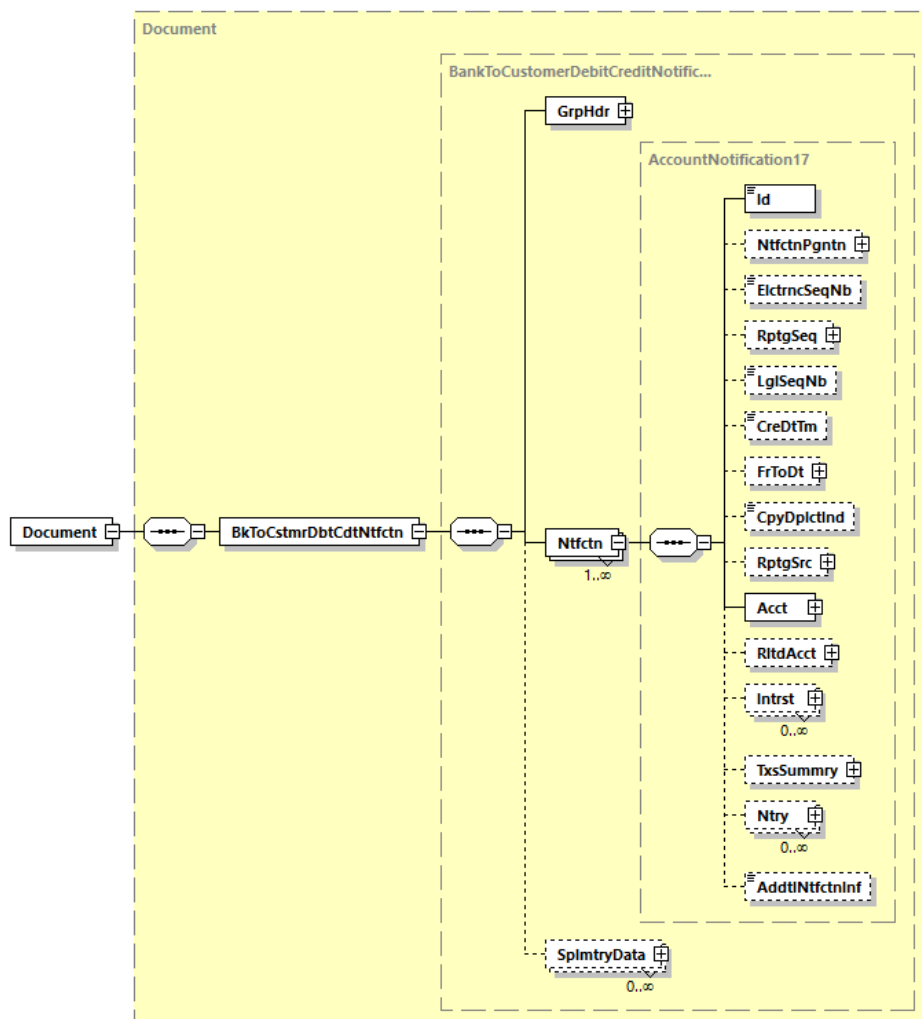 Document
BankToCustomerDebitCreditNotific...
GrpHdr
AccountNotification17
Id
NtfctnPgntn
ElctrncSeqNb
RptgSeq
LglSeqNb
CreDtTm
FrToDt
Document
BkToCstmrDbtCdtNtfctn
Ntfctn
1..∞
CpyDplctInd
RptgSrc
Acct
RltdAcct
Intrst
0..∞
TxsSummry
Ntry
0..∞
AddtlNtfctnInf
SplmtryData
0..∞